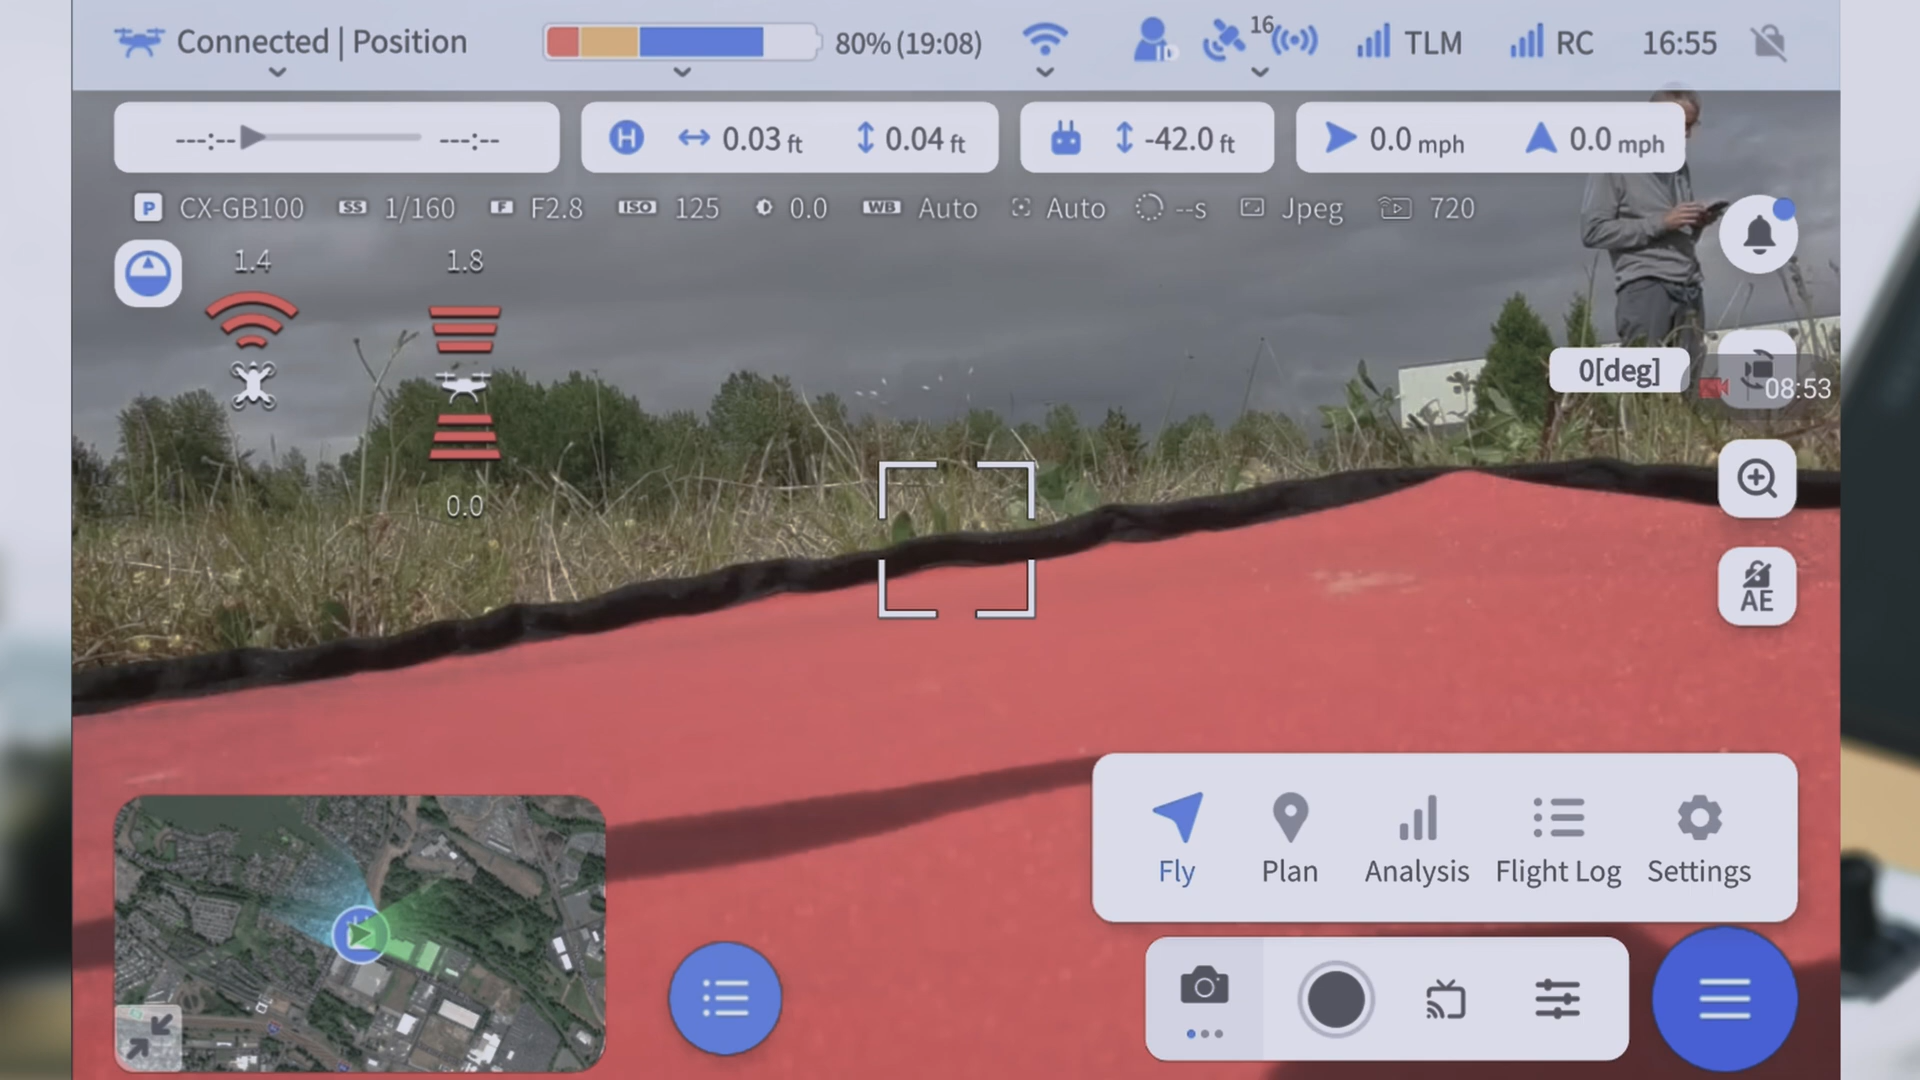 Connected | Position 80% (19:08) ID 16 TLM RC 16:55
---:-- ---:-- H 0.03 ft 0.04 ft -42.0 ft 0.0 mph 0.0 mph
P CX-GB100 SS 1/160 F F2.8 ISO 125 0.0 WB Auto Auto --s Jpeg 720
1.4 1.8
0[deg]
08:53
0.0
AE
Fly Plan Analysis Flight Log Settings